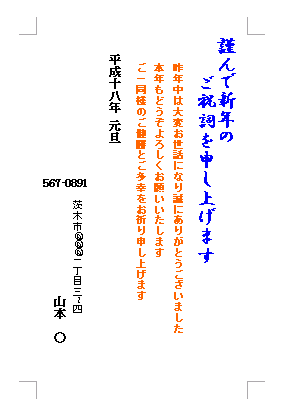 謹んで新年の
ご祝詞を申し上げます
昨年中は大変お世話になり誠にありがとうございました
本年もどうぞよろしくお願いいたします
ご一同様のご健康とご多幸をお祈り申し上げます
平成十八年 元旦
567-0891
茨木市@@@一丁目三~四
山本 〇